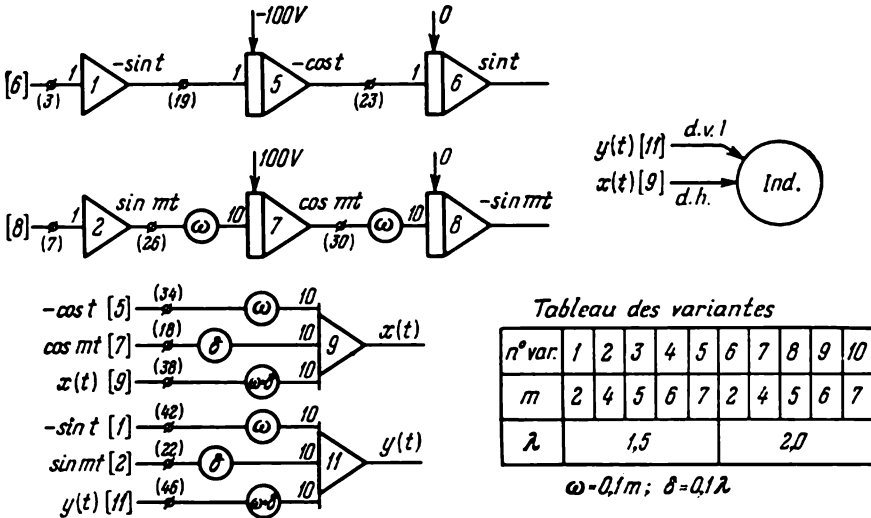 -100V
0
[6] (3) 1 1 -sin t (19) 1 5 -cos t (23) 1 6 sin t
100V
0
[8] (7) 1 2 sin mt (26) ω 10 7 cos mt (30) ω 10 8 -sin mt
y(t) [11] d.v.1
x(t) [9] d.h.
Ind.
-cos t [5] (34) ω 10
cos mt [7] (18) δ 10 9 x(t)
x(t) [9] (38) ω-δ 10
-sin t [1] (42) ω 10
sin mt [2] (22) δ 10 11 y(t)
y(t) [11] (46) ω-δ 10
Tableau des variantes
n° var. 1 2 3 4 5 6 7 8 9 10
m 2 4 5 6 7 2 4 5 6 7
λ 1,5 2,0
ω=0,1m; δ=0,1λ